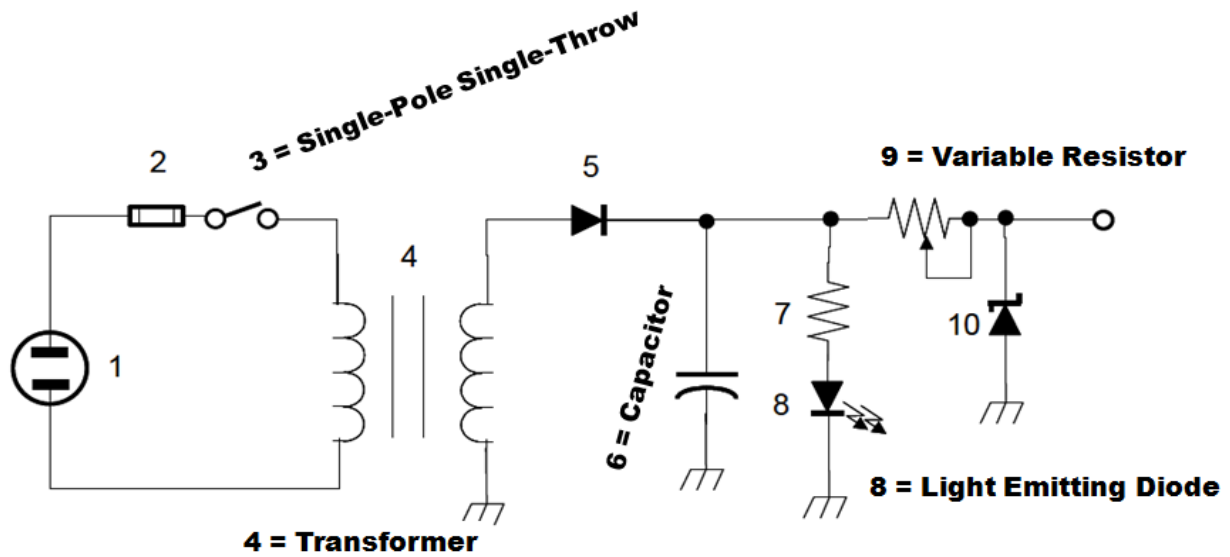 3 = Single-Pole Single-Throw
2
5
9 = Variable Resistor
4
1
6 = Capacitor
7
10
8
8 = Light Emitting Diode
4 = Transformer